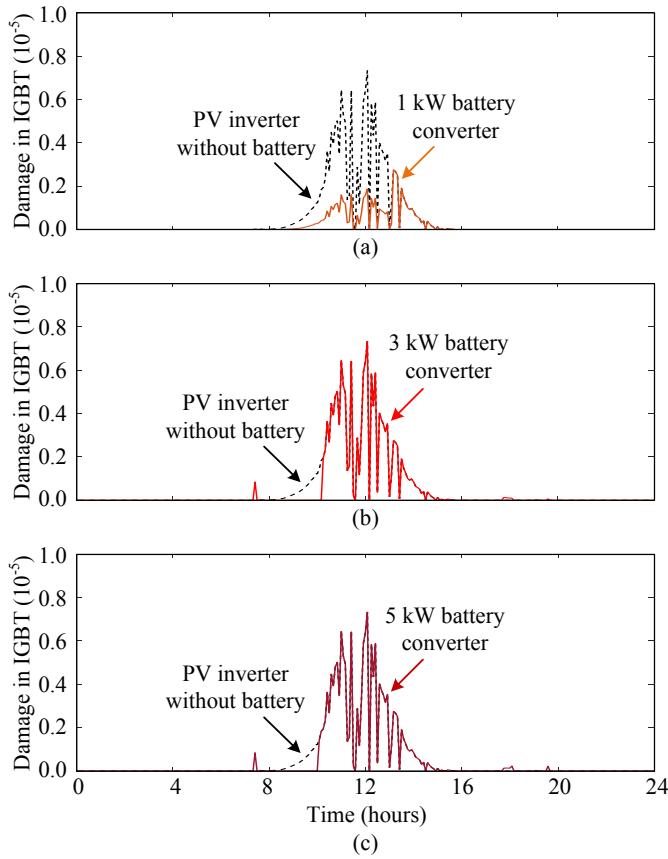 Damage in IGBT (10-5)
1.0
0.8
0.6
0.4
0.2
0.0
PV inverter
without battery
1 kW battery
converter
(a)
Damage in IGBT (10-5)
1.0
0.8
0.6
0.4
0.2
0.0
PV inverter
without battery
3 kW battery
converter
(b)
Damage in IGBT (10-5)
1.0
0.8
0.6
0.4
0.2
0.0
PV inverter
without battery
5 kW battery
converter
0 4 8 12 16 20 24
Time (hours)
(c)